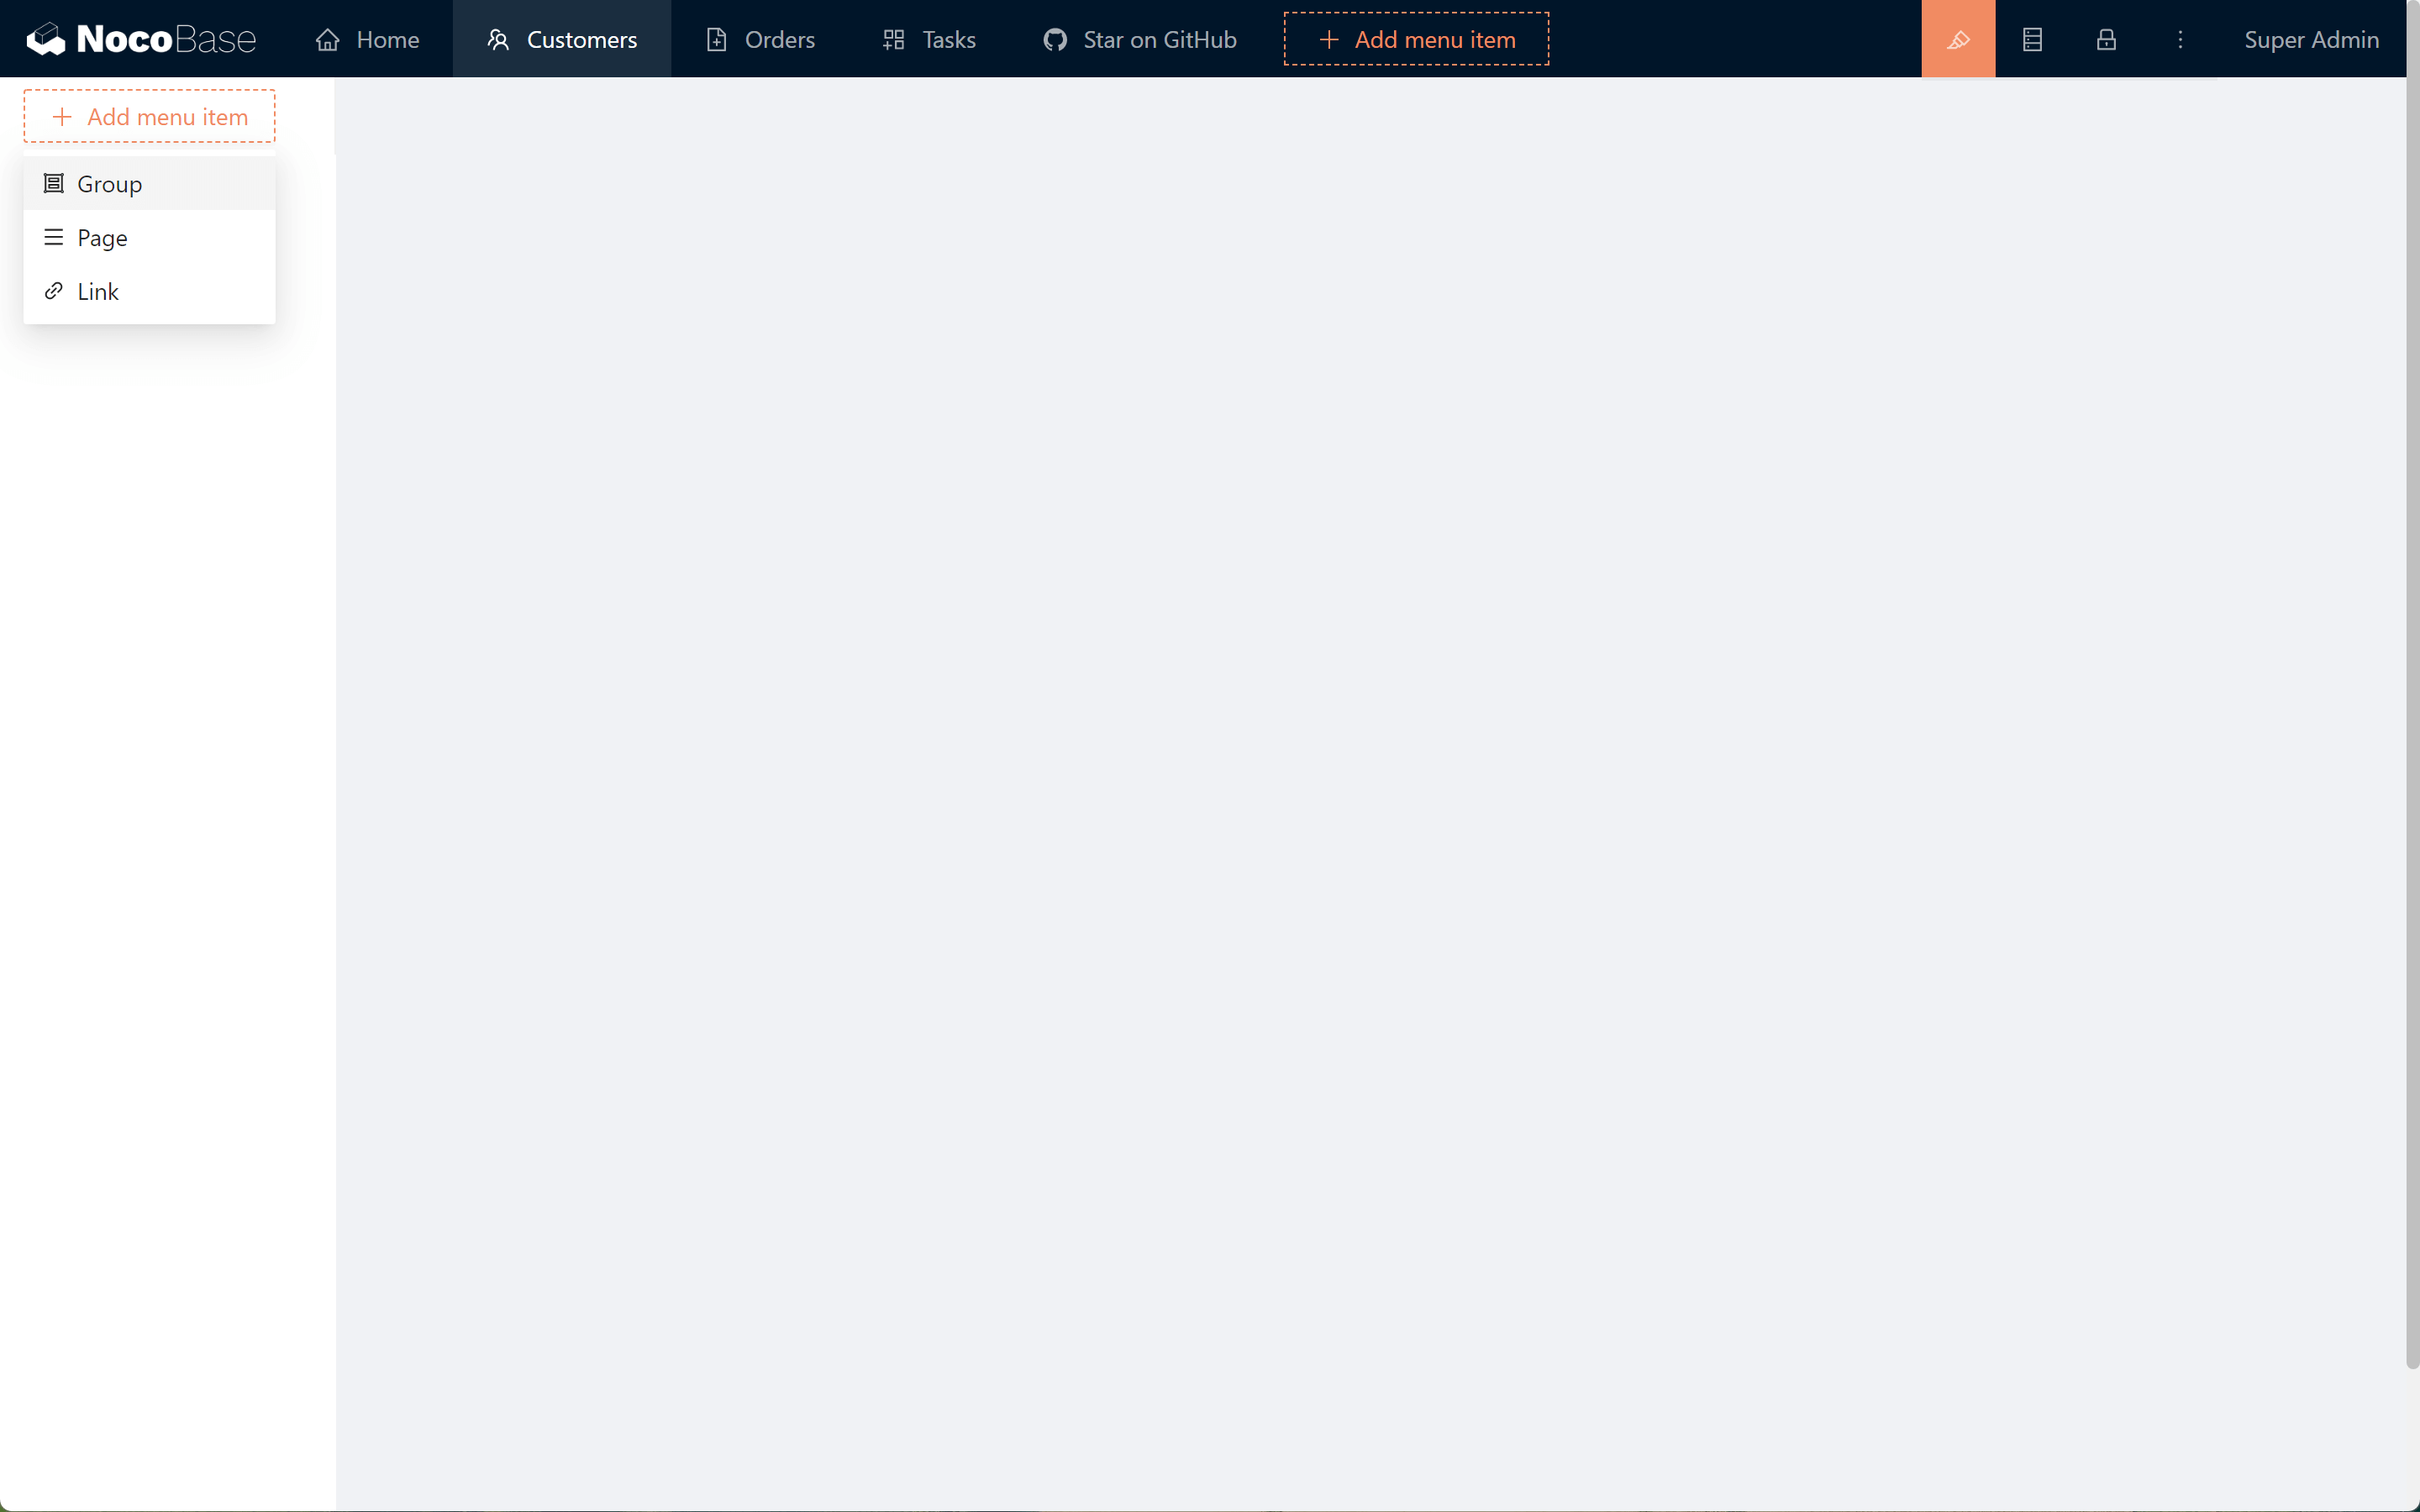 NocoBase Home Customers Orders Tasks Star on GitHub Add menu item Super Admin
Add menu item
Group
Page
Link